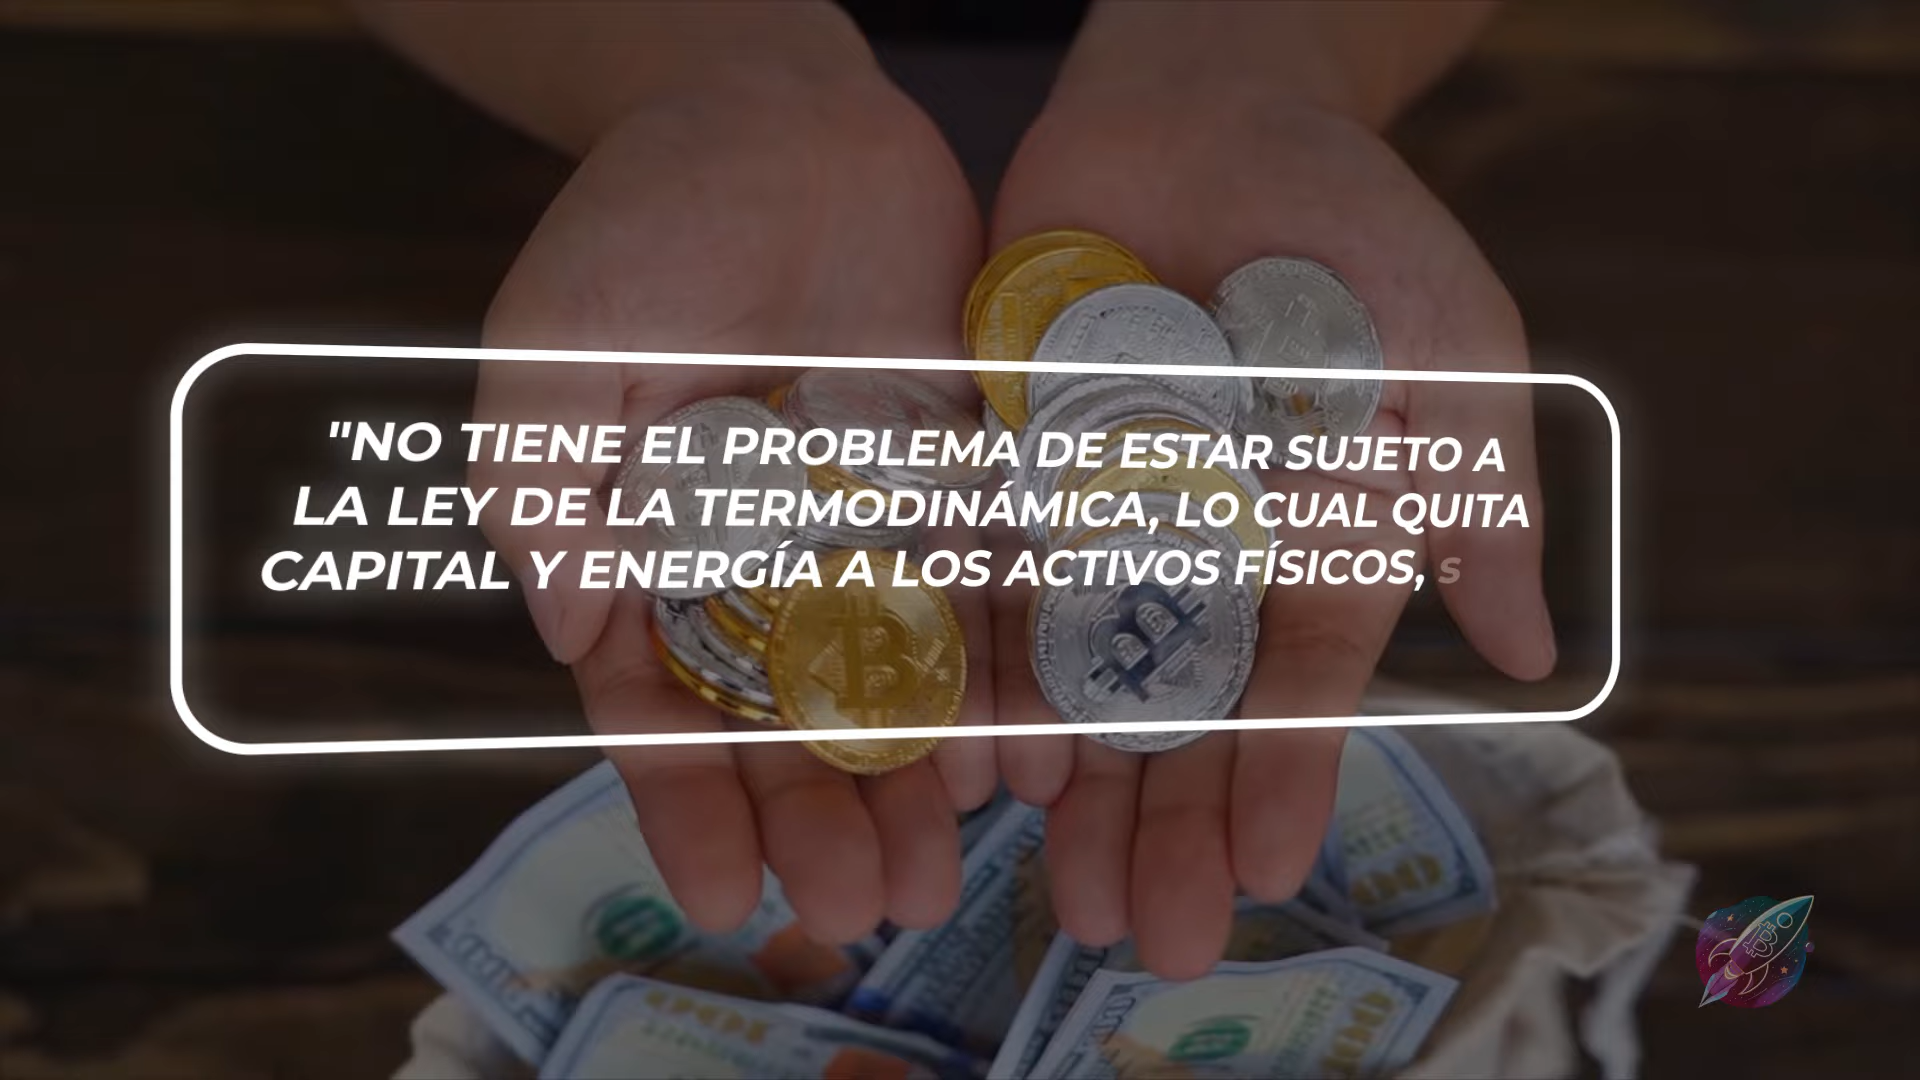 "NO TIENE EL PROBLEMA DE ESTAR SUJETO A
LA LEY DE LA TERMODINÁMICA, LO CUAL QUITA
CAPITAL Y ENERGÍA A LOS ACTIVOS FÍSICOS, S